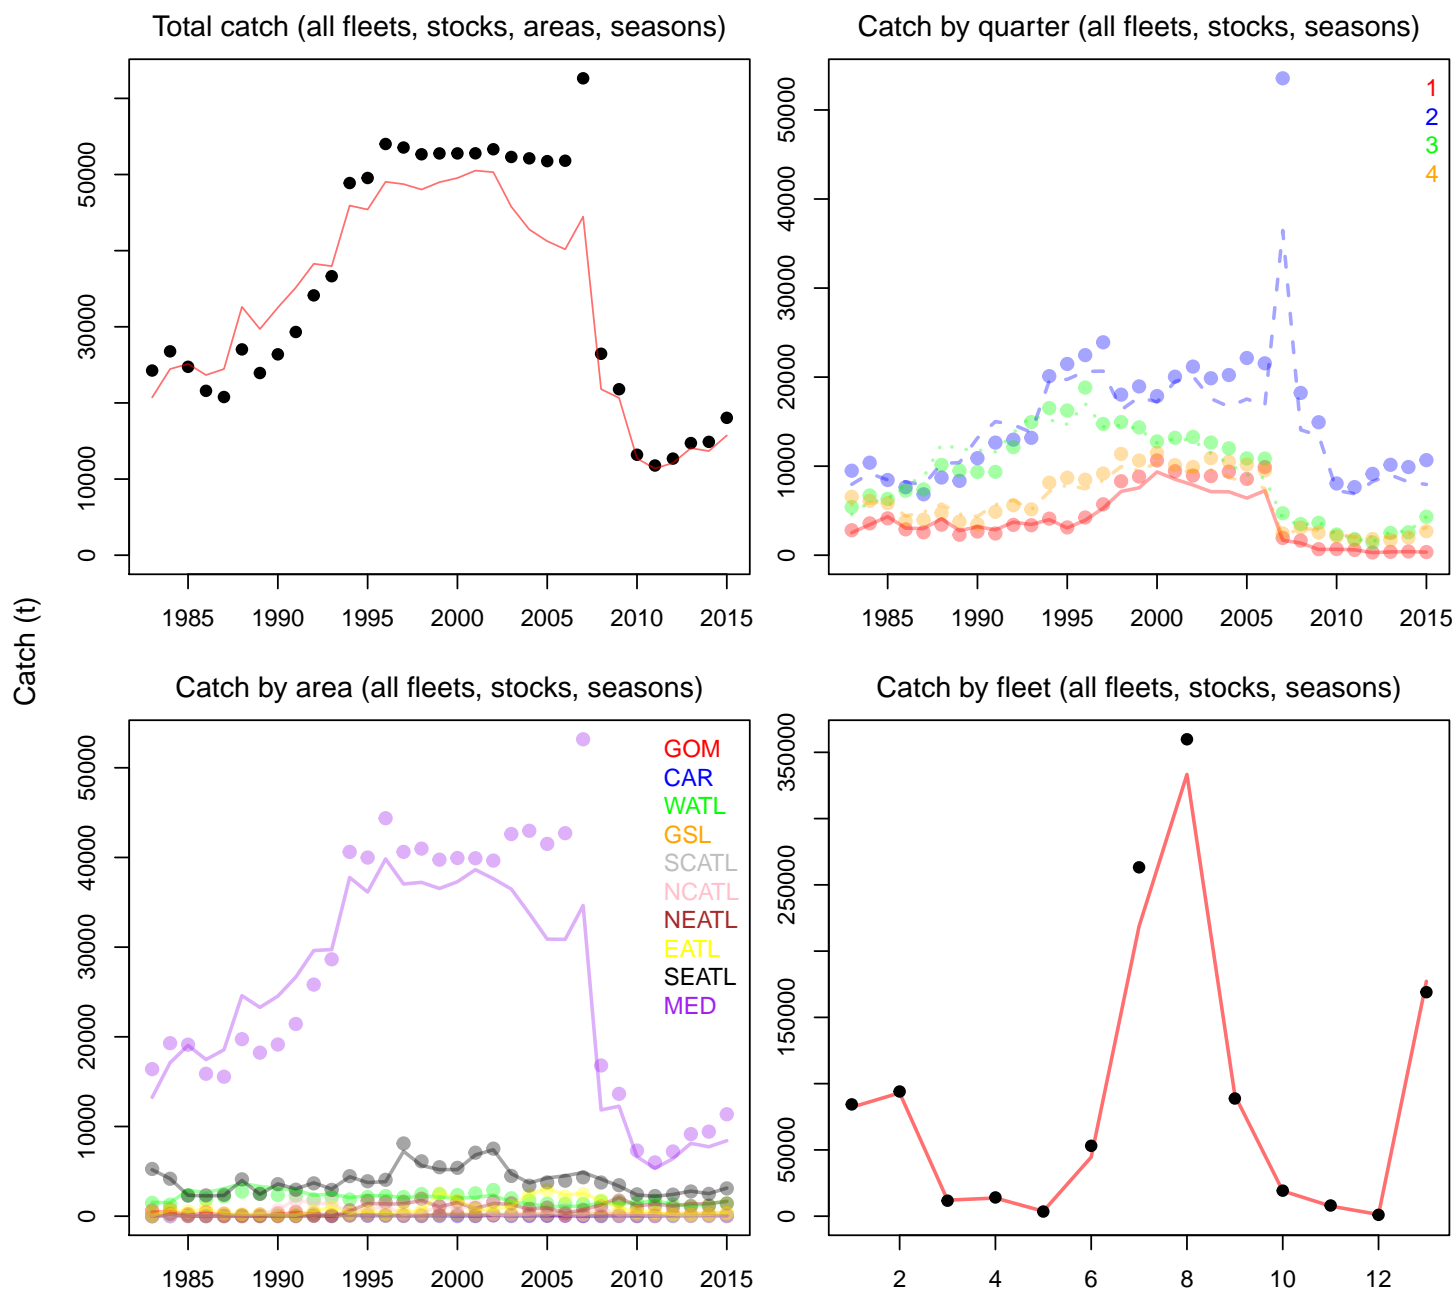 Total catch (all fleets, stocks, areas, seasons)
0
10000
30000
50000
1985 1990 1995 2000 2005 2010 2015
Catch by quarter (all fleets, stocks, seasons)
0
10000
20000
30000
40000
50000
1
2
3
4
1985 1990 1995 2000 2005 2010 2015
Catch (t)
Catch by area (all fleets, stocks, seasons)
0
10000
20000
30000
40000
50000
GOM
CAR
WATL
GSL
SCATL
NCATL
NEATL
EATL
SEATL
MED
1985 1990 1995 2000 2005 2010 2015
Catch by fleet (all fleets, stocks, seasons)
0
50000
150000
250000
350000
2 4 6 8 10 12